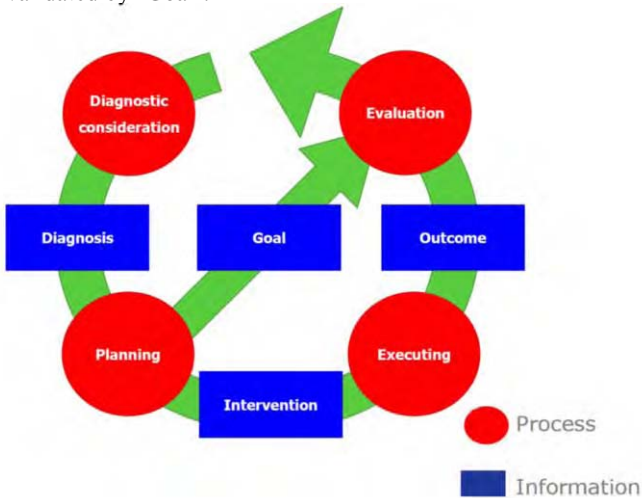 Diagnostic
consideration
Evaluation
Diagnosis
Goal
Outcome
Planning
Executing
Intervention
Process
Information